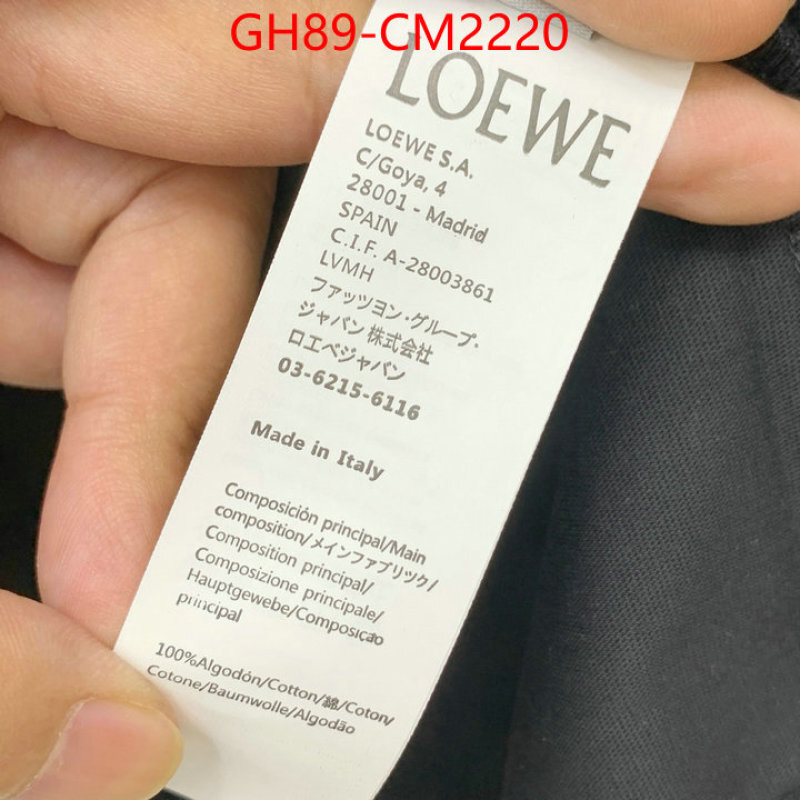 GH89-CM2220
LOEWE
LOEWE S.A.
C/Goya, 4
28001 - Madrid
SPAIN
C.I.F. A-28003861
LVMH
ファッツヨン・グループ・
ジャパン 株式会社
ロエベジャパン
03-6215-6116
Made in Italy
Composición principal/Main
composition/メインファブリック/
Composition principal/
Composizione principale/
Hauptgewebe/Composicao
principal
100%Algodón/Cotton/綿/Coton/
Cotone/Baumwolle/Algodão